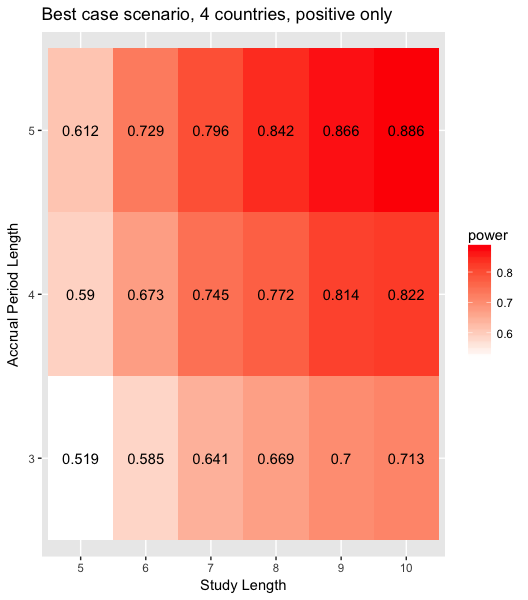 Best case scenario, 4 countries, positive only
Accrual Period Length
5
0.612 0.729 0.796 0.842 0.866 0.886
4
0.59 0.673 0.745 0.772 0.814 0.822
3
0.519 0.585 0.641 0.669 0.7 0.713
5 6 7 8 9 10
Study Length
power
0.8
0.7
0.6